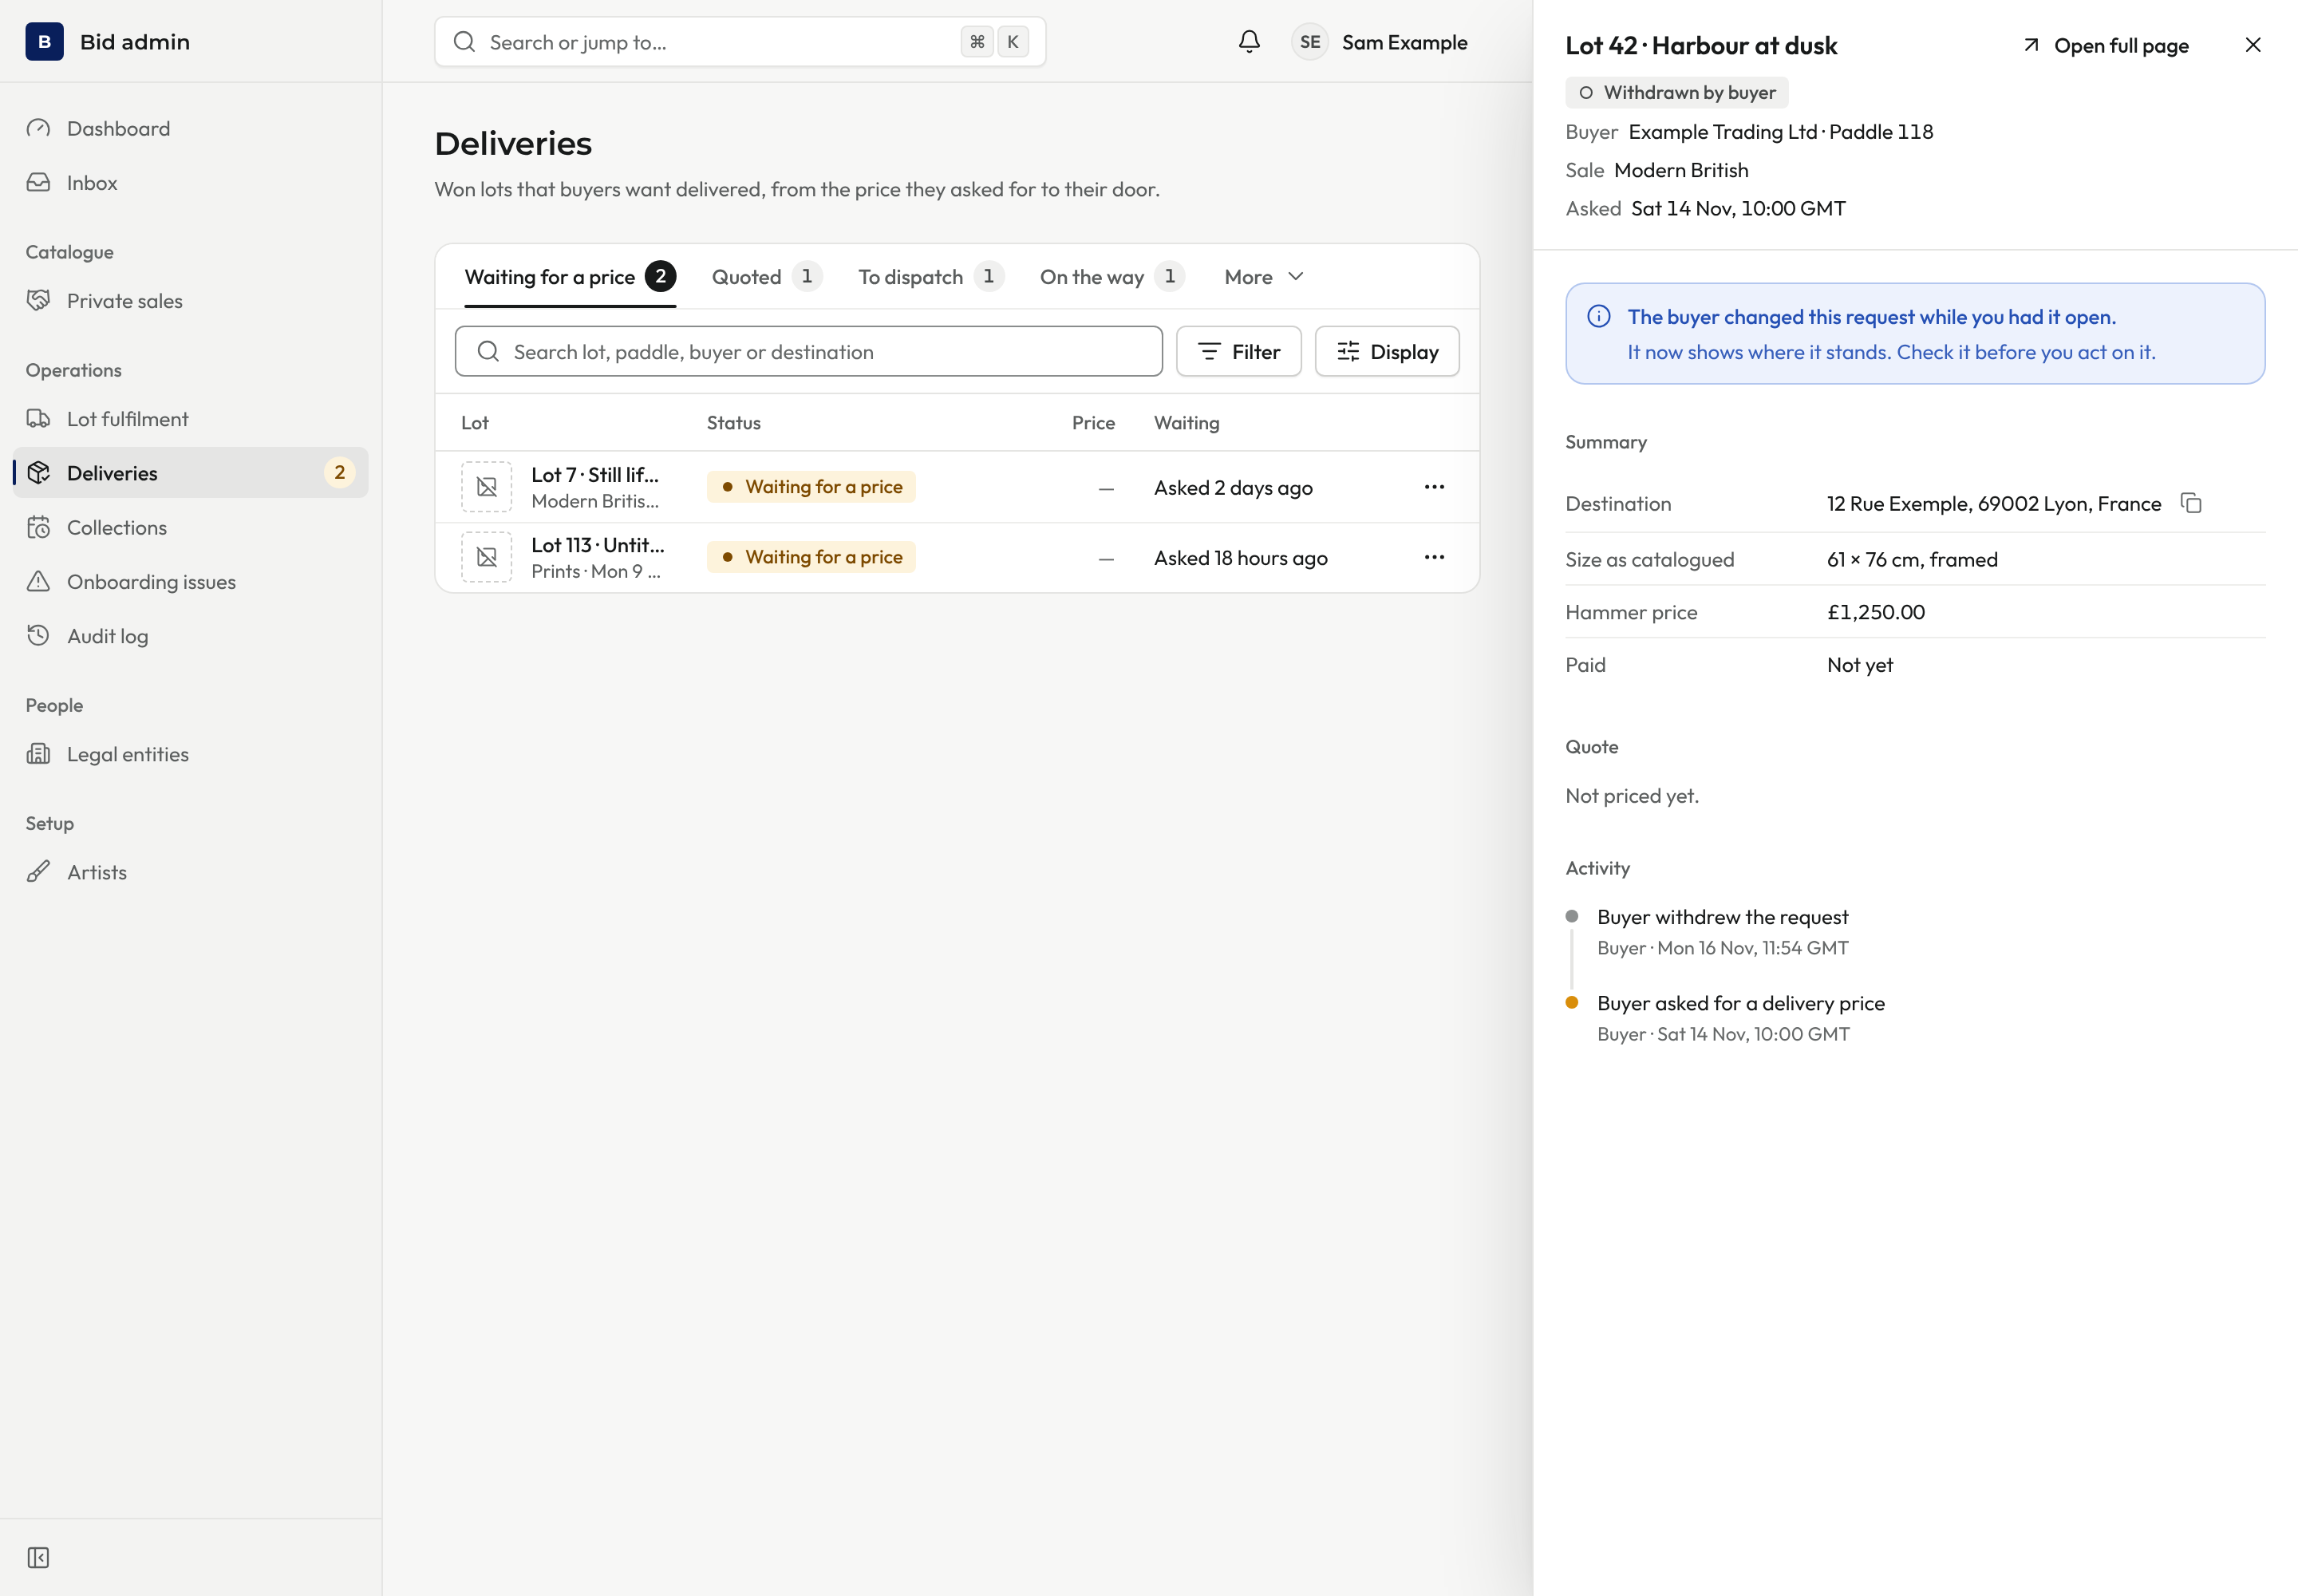 B Bid admin
Search or jump to...
⌘ K
SE Sam Example
Dashboard
Inbox
Catalogue
Private sales
Operations
Lot fulfilment
Deliveries 2
Collections
Onboarding issues
Audit log
People
Legal entities
Setup
Artists
Deliveries
Won lots that buyers want delivered, from the price they asked for to their door.
Waiting for a price 2 Quoted 1 To dispatch 1 On the way 1 More
Search lot, paddle, buyer or destination
Filter Display
Lot Status Price Waiting
Lot 7 · Still lif...
Modern Britis...
Waiting for a price — Asked 2 days ago
Lot 113 · Untit...
Prints · Mon 9 ...
Waiting for a price — Asked 18 hours ago
Lot 42 · Harbour at dusk
Open full page
Withdrawn by buyer
Buyer Example Trading Ltd · Paddle 118
Sale Modern British
Asked Sat 14 Nov, 10:00 GMT
The buyer changed this request while you had it open.
It now shows where it stands. Check it before you act on it.
Summary
Destination 12 Rue Exemple, 69002 Lyon, France
Size as catalogued 61 × 76 cm, framed
Hammer price £1,250.00
Paid Not yet
Quote
Not priced yet.
Activity
Buyer withdrew the request
Buyer · Mon 16 Nov, 11:54 GMT
Buyer asked for a delivery price
Buyer · Sat 14 Nov, 10:00 GMT